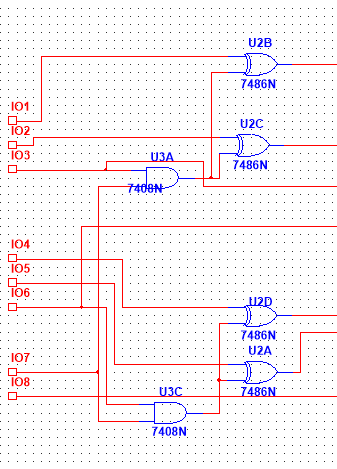 U2B
7486N
IO1
IO2
U2C
IO3
7486N
U3A
7408N
IO4
IO5
IO6
U2D
7486N
IO7
U2A
IO8
7486N
U3C
7408N